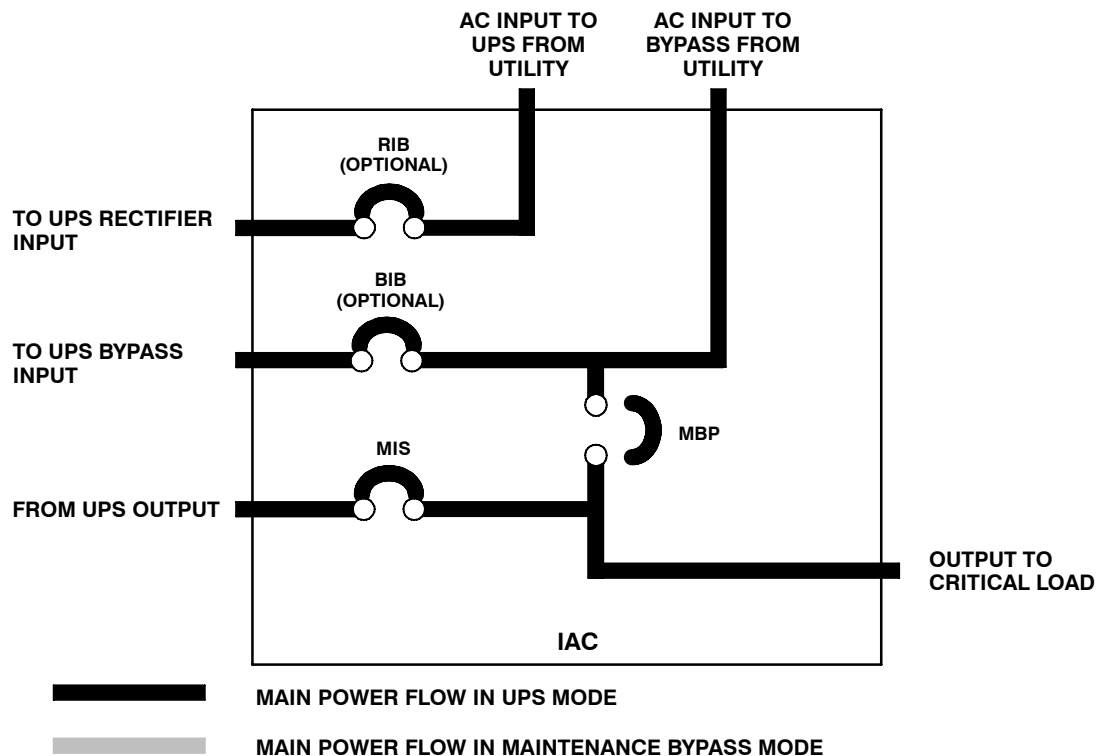 AC INPUT TO
UPS FROM
UTILITY
AC INPUT TO
BYPASS FROM
UTILITY
RIB
(OPTIONAL)
TO UPS RECTIFIER
INPUT
BIB
(OPTIONAL)
TO UPS BYPASS
INPUT
MBP
MIS
FROM UPS OUTPUT
OUTPUT TO
CRITICAL LOAD
IAC
MAIN POWER FLOW IN UPS MODE
MAIN POWER FLOW IN MAINTENANCE BYPASS MODE